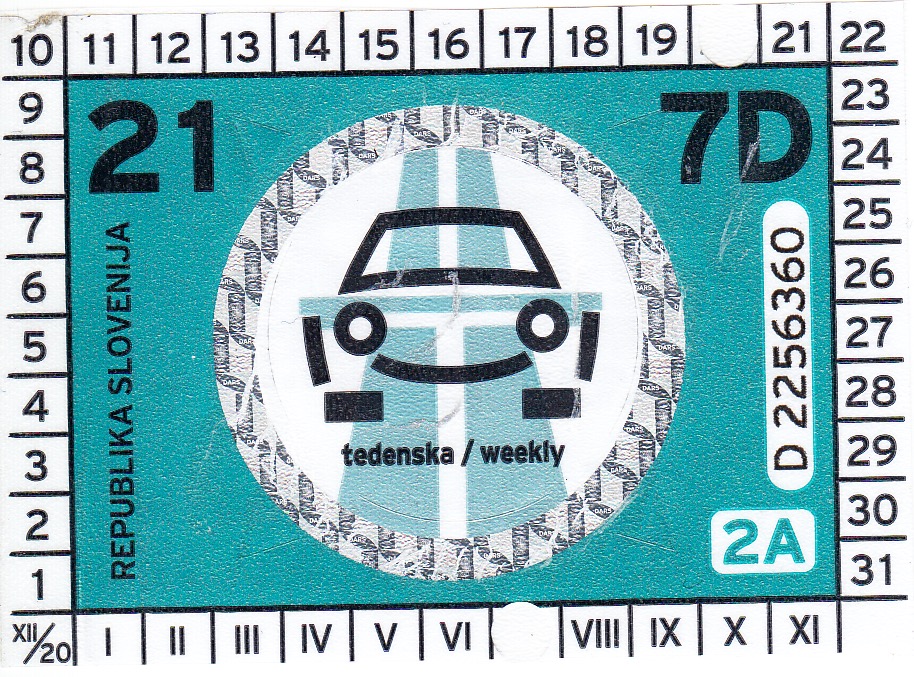 10 11 12 13 14 15 16 17 18 19 21 22
9
8
7
6
5
4
3
2
1
21
7D
REPUBLIKA SLOVENIJA
tedenska / weekly
D 2256360
2A
23
24
25
26
27
28
29
30
31
XII/20 I II III IV V VI VIII IX X XI
DARS